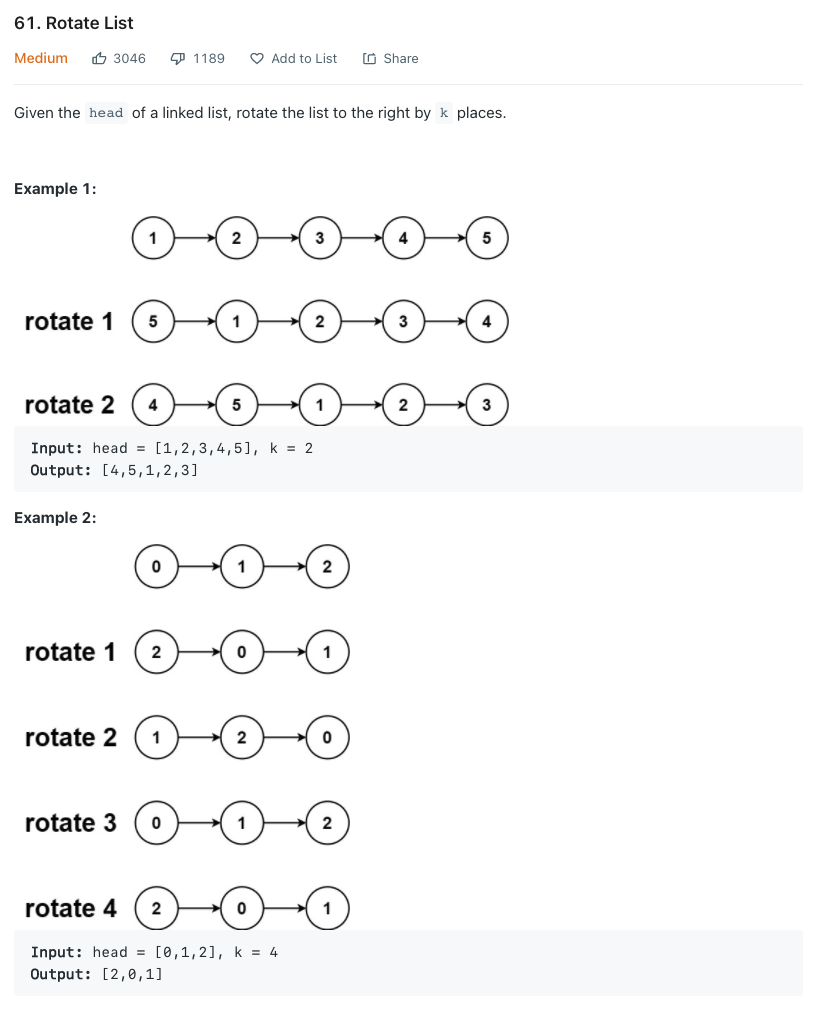 61. Rotate List
Medium 3046 1189 Add to List Share
Given the head of a linked list, rotate the list to the right by k places.
Example 1:
1 2 3 4 5
rotate 1 5 1 2 3 4
rotate 2 4 5 1 2 3
Input: head = [1,2,3,4,5], k = 2
Output: [4,5,1,2,3]
Example 2:
0 1 2
rotate 1 2 0 1
rotate 2 1 2 0
rotate 3 0 1 2
rotate 4 2 0 1
Input: head = [0,1,2], k = 4
Output: [2,0,1]